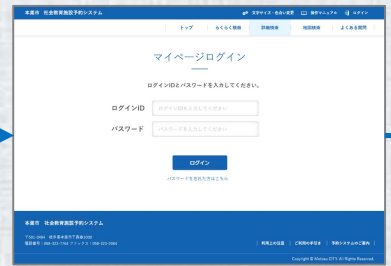 本巣市 社会教育施設予約システム
文字サイズ・色合い変更 操作マニュアル ログイン
トップ らくらく検索 詳細検索 地図検索 よくある質問
マイページログイン
ログインIDとパスワードを入力してください。
ログインID ログインIDを入力してください
パスワード パスワードを入力してください
ログイン
パスワードを忘れた方はこちら
本巣市 社会教育施設予約システム
利用上の注意 ご利用の手引き 予約システムのご案内
Copyright © Motosu CITY. All Rights Reserved.